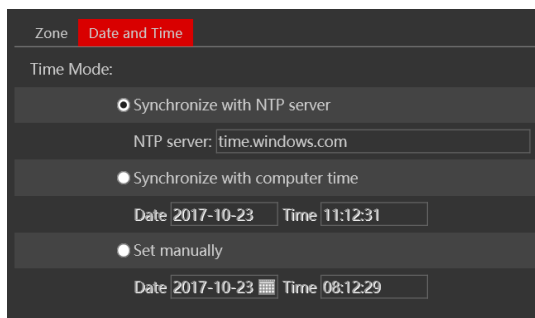 Zone Date and Time
Time Mode:
Synchronize with NTP server
NTP server: time.windows.com
Synchronize with computer time
Date 2017-10-23 Time 11:12:31
Set manually
Date 2017-10-23 Time 08:12:29